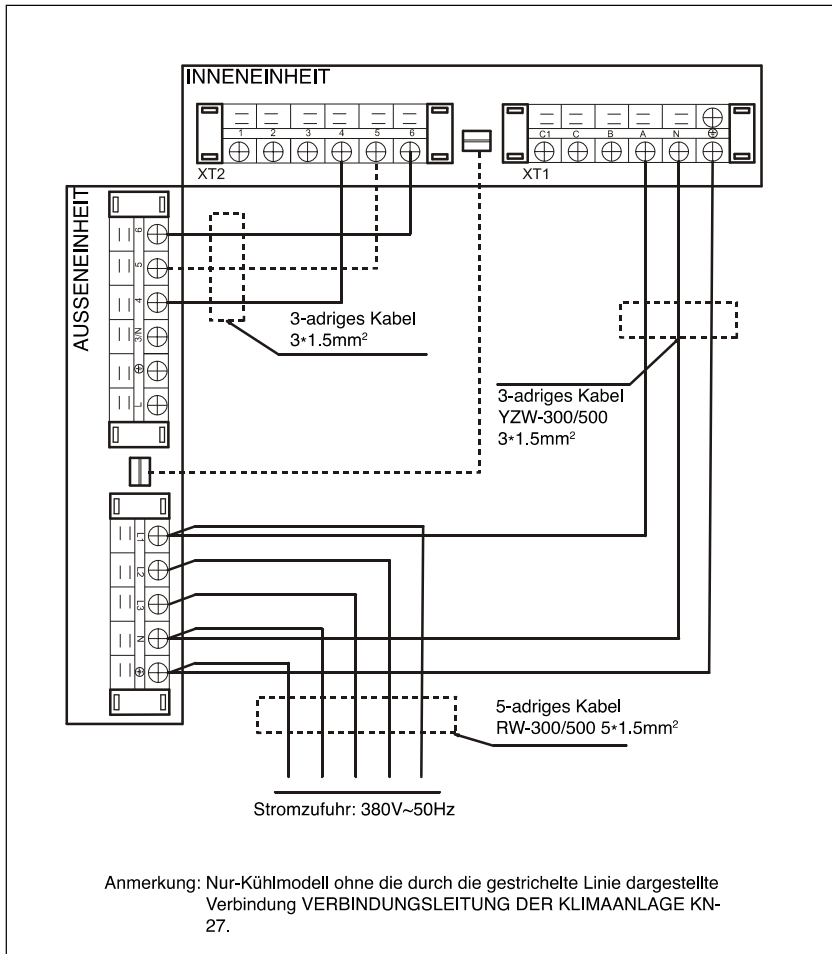 INNENEINHEIT
1 2 3 4 5 6
C1 C B A N ⏚
XT2
XT1
AUSSENEINHEIT
6
5
4
3/N
⏚
L
3-adriges Kabel
3*1.5mm²
3-adriges Kabel
YZW-300/500
3*1.5mm²
L1
L2
L3
N
⏚
5-adriges Kabel
RW-300/500 5*1.5mm²
Stromzufuhr: 380V~50Hz
Anmerkung: Nur-Kühlmodell ohne die durch die gestrichelte Linie dargestellte
Verbindung VERBINDUNGSLEITUNG DER KLIMAANLAGE KN-
27.